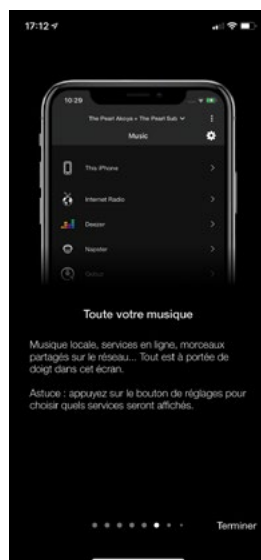 17:12
10:29
The Pearl Akoya + The Pearl Sub
Music
This iPhone
Internet Radio
Deezer
Napster
Qobuz
Toute votre musique
Musique locale, services en ligne, morceaux
partagés sur le réseau... Tout est à portée de
doigt dans cet écran.
Astuce : appuyez sur le bouton de réglages pour
choisir quels services seront affichés.
Terminer